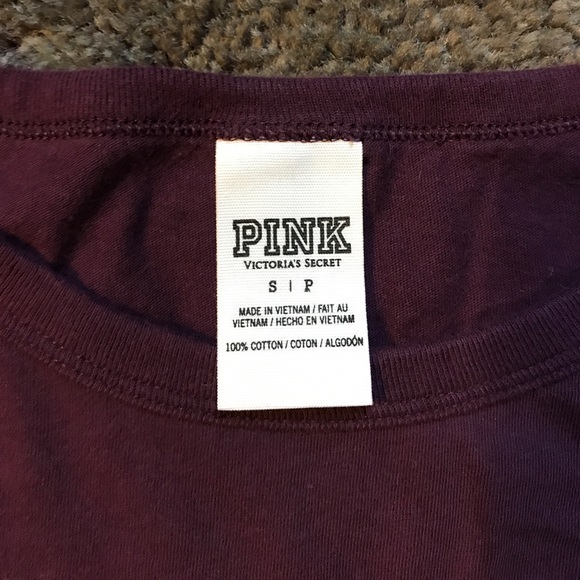 PINK
VICTORIA'S SECRET
S | P
MADE IN VIETNAM / FAIT AU
VIETNAM / HECHO EN VIETNAM
100% COTTON / COTON / ALGODÓN